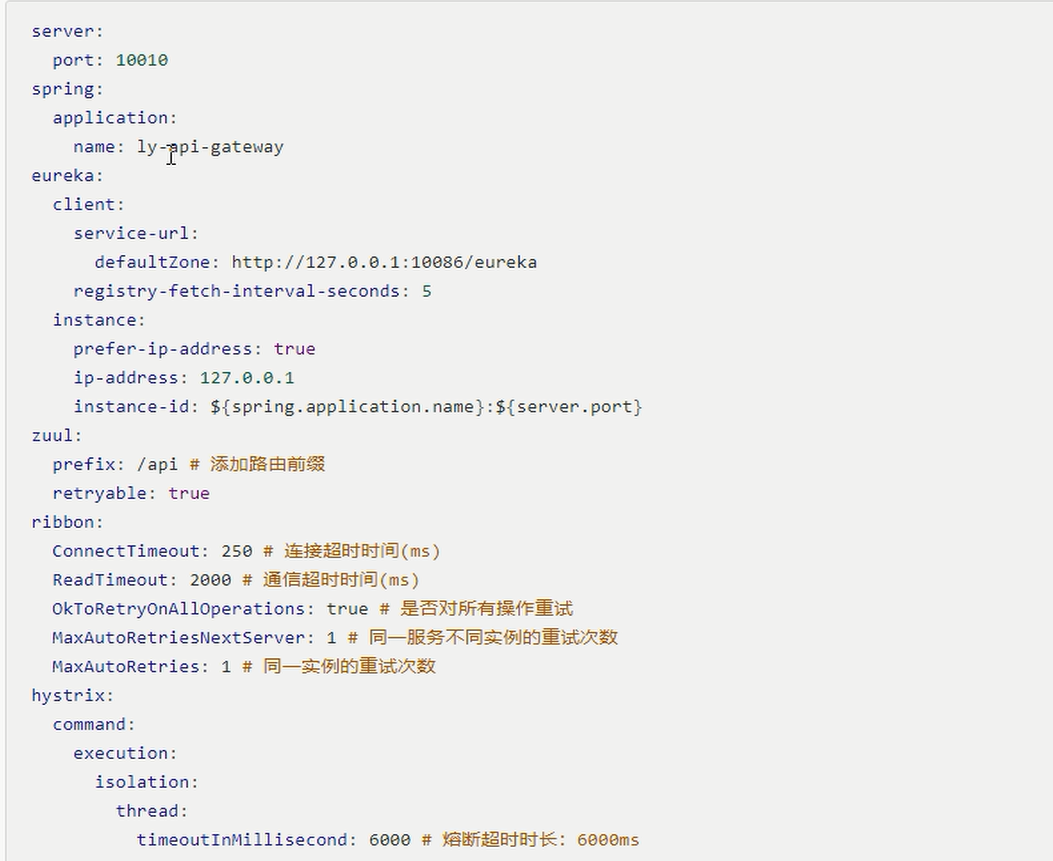 server:
  port: 10010
spring:
  application:
    name: ly-api-gateway
eureka:
  client:
    service-url:
      defaultZone: http://127.0.0.1:10086/eureka
    registry-fetch-interval-seconds: 5
  instance:
    prefer-ip-address: true
    ip-address: 127.0.0.1
    instance-id: ${spring.application.name}:${server.port}
zuul:
  prefix: /api # 添加路由前缀
  retryable: true
ribbon:
  ConnectTimeout: 250 # 连接超时时间(ms)
  ReadTimeout: 2000 # 通信超时时间(ms)
  OkToRetryOnAllOperations: true # 是否对所有操作重试
  MaxAutoRetriesNextServer: 1 # 同一服务不同实例的重试次数
  MaxAutoRetries: 1 # 同一实例的重试次数
hystrix:
  command:
    execution:
      isolation:
        thread:
          timeoutInMillisecond: 6000 # 熔断超时时长：6000ms